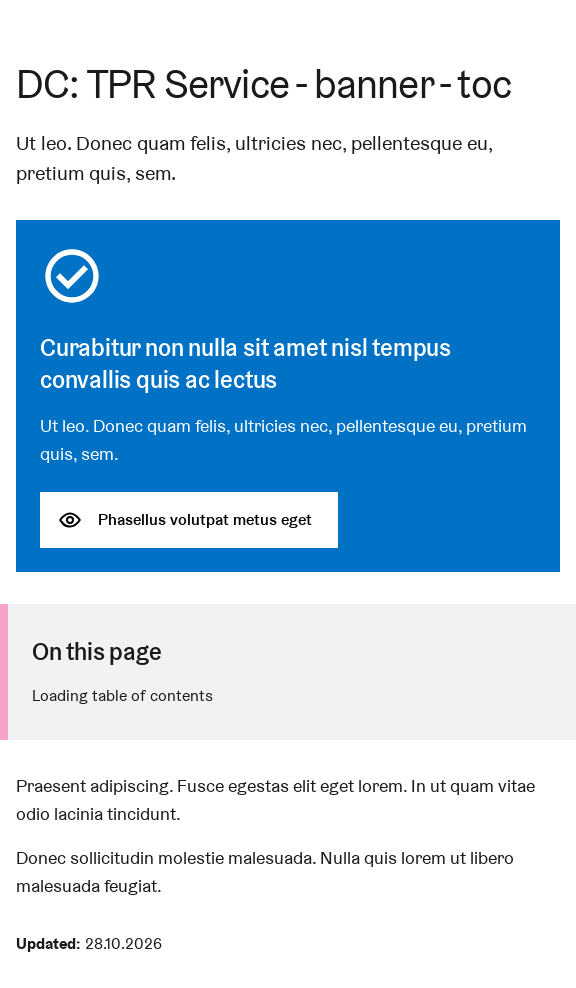 DC: TPR Service - banner - toc
Ut leo. Donec quam felis, ultricies nec, pellentesque eu,
pretium quis, sem.
Curabitur non nulla sit amet nisl tempus
convallis quis ac lectus
Ut leo. Donec quam felis, ultricies nec, pellentesque eu, pretium
quis, sem.
Phasellus volutpat metus eget
On this page
Loading table of contents
Praesent adipiscing. Fusce egestas elit eget lorem. In ut quam vitae
odio lacinia tincidunt.
Donec sollicitudin molestie malesuada. Nulla quis lorem ut libero
malesuada feugiat.
Updated: 28.10.2026